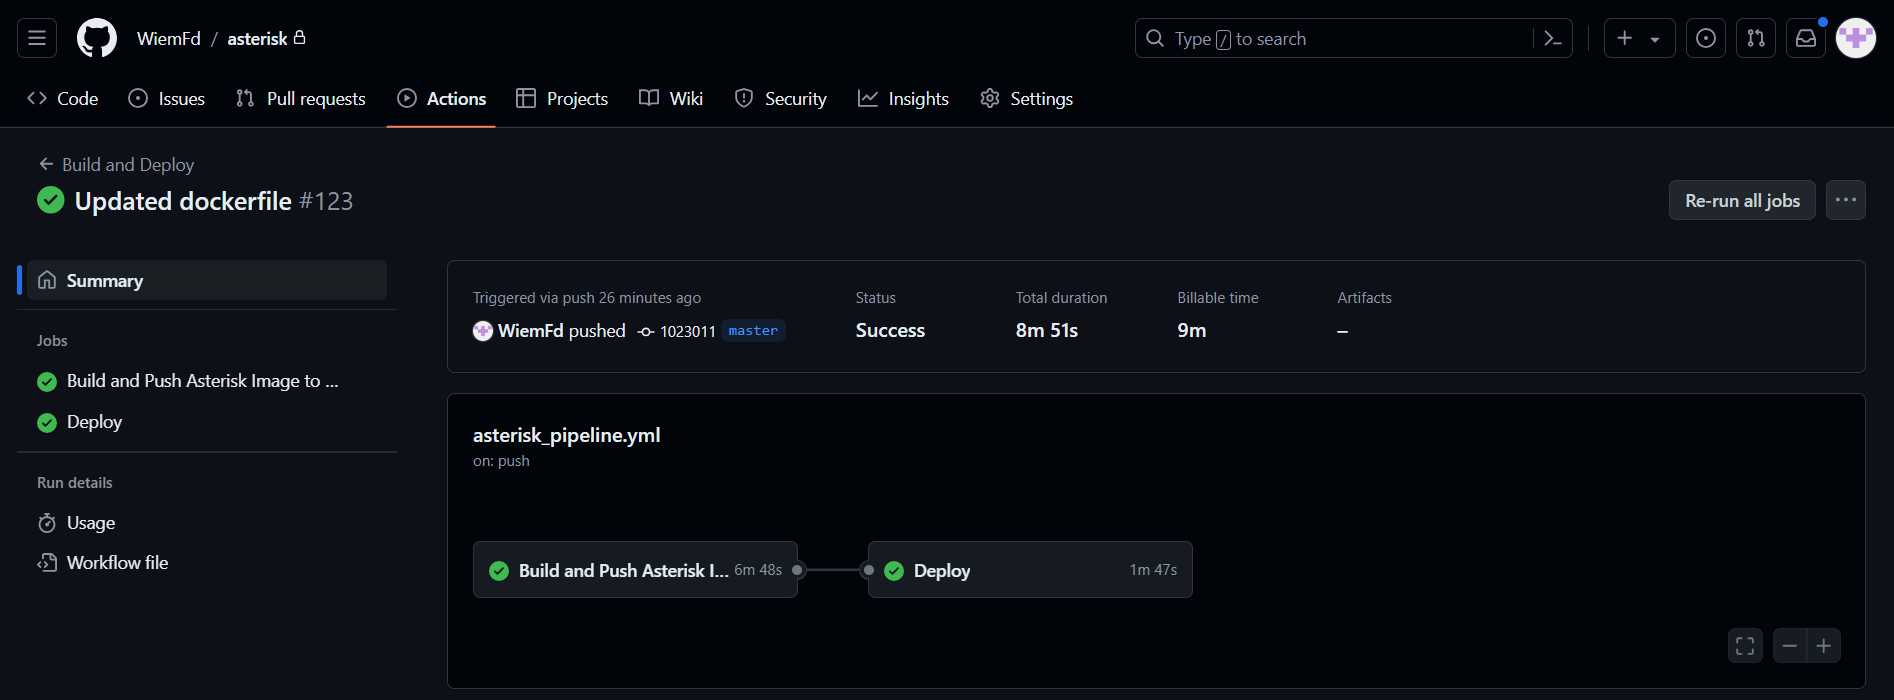 WiemFd / asterisk
Type / to search
Code Issues Pull requests Actions Projects Wiki Security Insights Settings
Build and Deploy
Updated dockerfile #123
Re-run all jobs
Summary
Jobs
Build and Push Asterisk Image to ...
Deploy
Run details
Usage
Workflow file
Triggered via push 26 minutes ago
WiemFd pushed 1023011 master
Status
Success
Total duration
8m 51s
Billable time
9m
Artifacts
–
asterisk_pipeline.yml
on: push
Build and Push Asterisk I... 6m 48s
Deploy 1m 47s